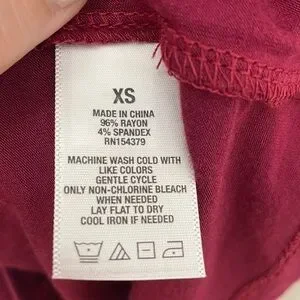 XS
MADE IN CHINA
96% RAYON
4% SPANDEX
RN154379
MACHINE WASH COLD WITH
LIKE COLORS
GENTLE CYCLE
ONLY NON-CHLORINE BLEACH
WHEN NEEDED
LAY FLAT TO DRY
COOL IRON IF NEEDED